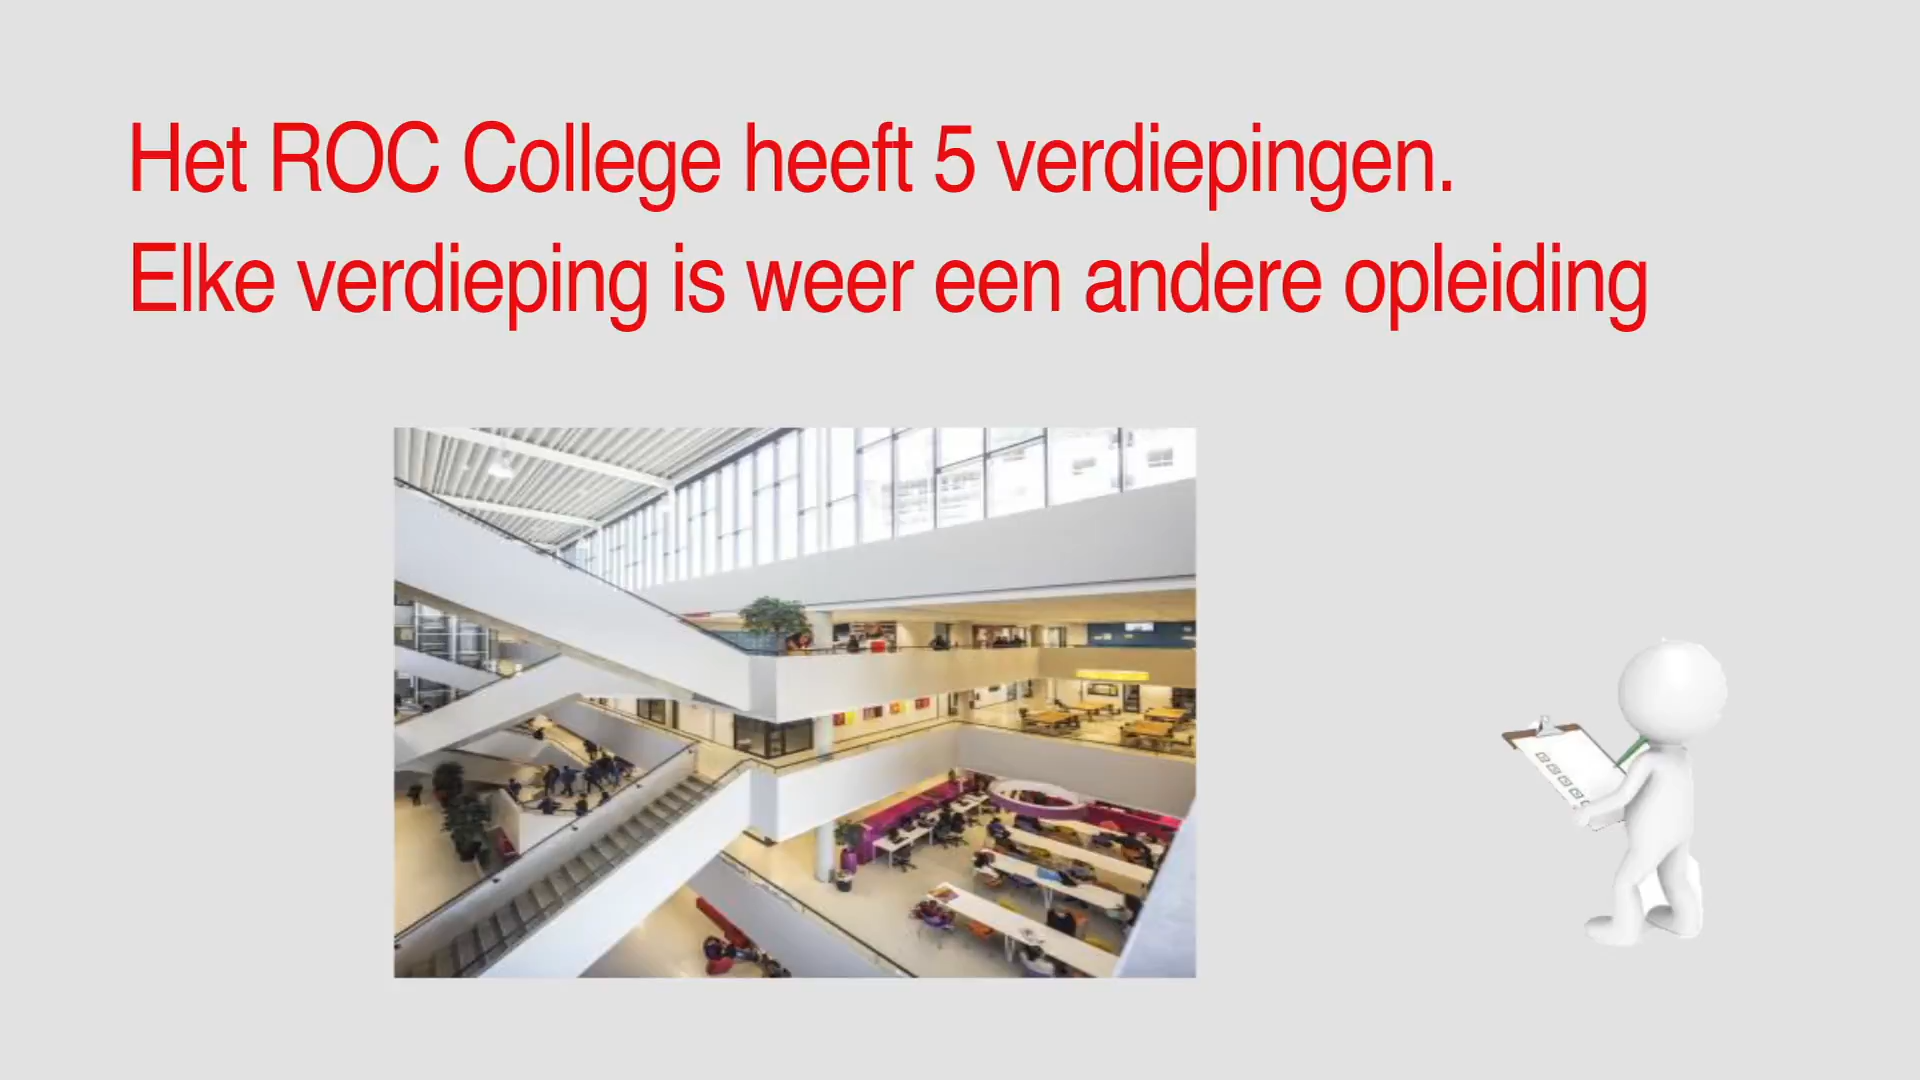 Het ROC College heeft 5 verdiepingen.
Elke verdieping is weer een andere opleiding